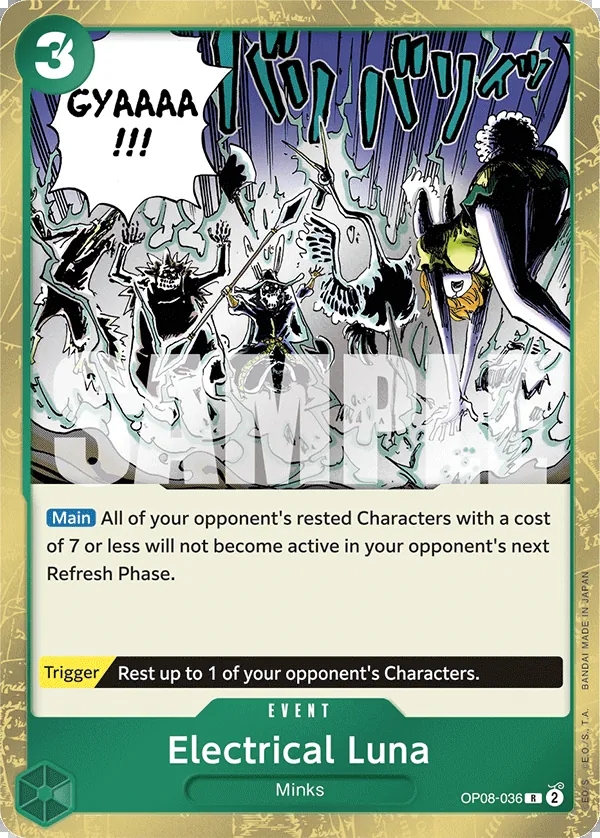 3
GYAAAA
!!!
バリバリィ
SAMPLE
Main All of your opponent's rested Characters with a cost
of 7 or less will not become active in your opponent's next
Refresh Phase.
Trigger Rest up to 1 of your opponent's Characters.
EVENT
Electrical Luna
Minks
OP08-036 R 2
BANDAI MADE IN JAPAN